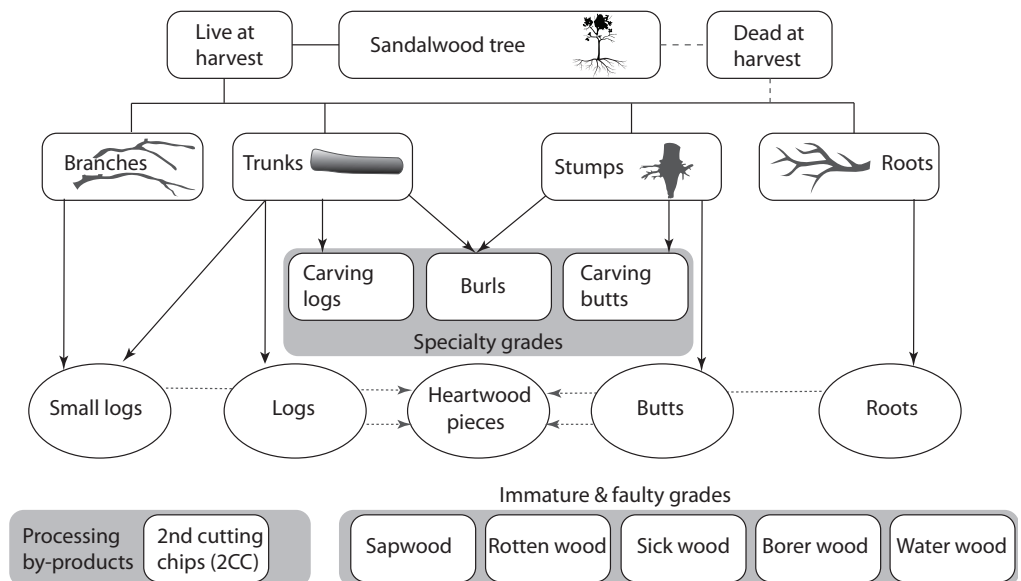 Live at
harvest
Sandalwood tree
Dead at
harvest
Branches
Trunks
Stumps
Roots
Carving
logs
Burls
Carving
butts
Specialty grades
Small logs
Logs
Heartwood
pieces
Butts
Roots
Immature & faulty grades
Processing
by-products
2nd cutting
chips (2CC)
Sapwood
Rotten wood
Sick wood
Borer wood
Water wood